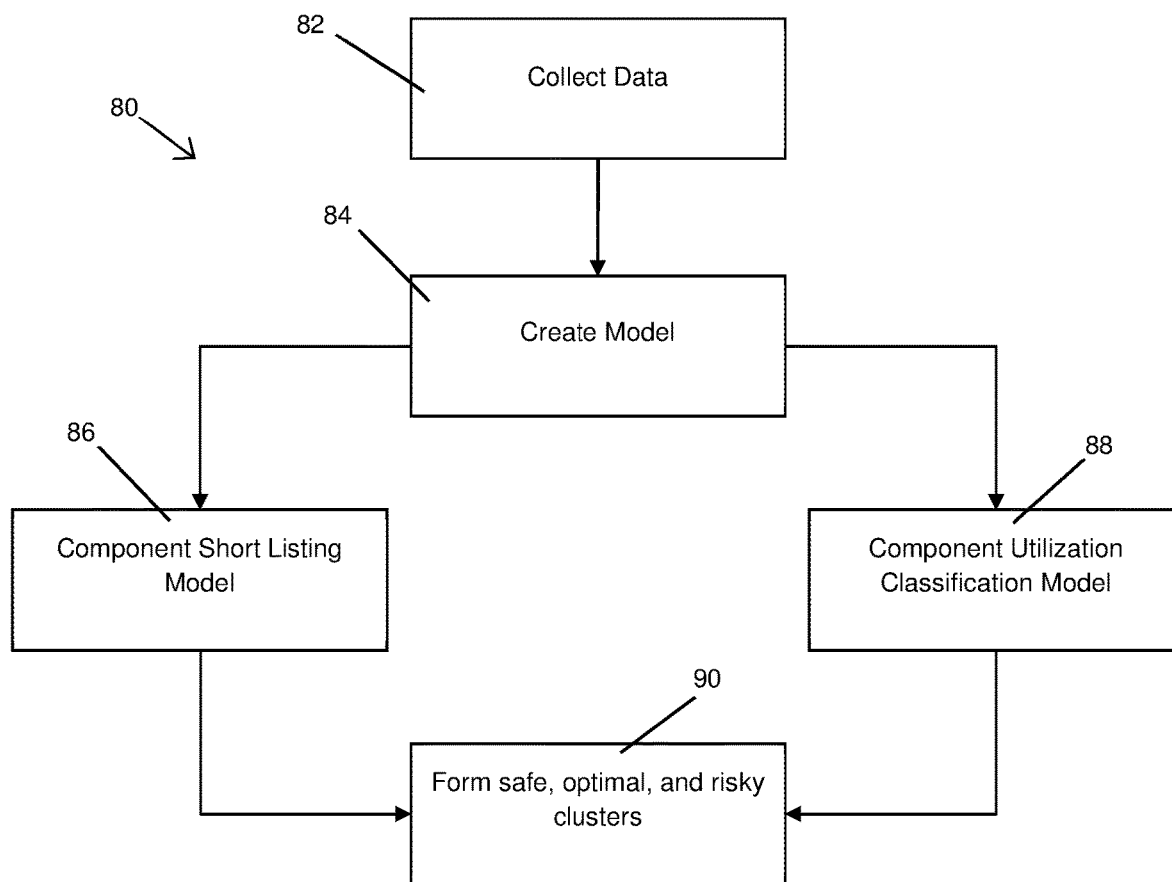 82
Collect Data
80
84
Create Model
86
88
Component Short Listing
Model
Component Utilization
Classification Model
90
Form safe, optimal, and risky
clusters